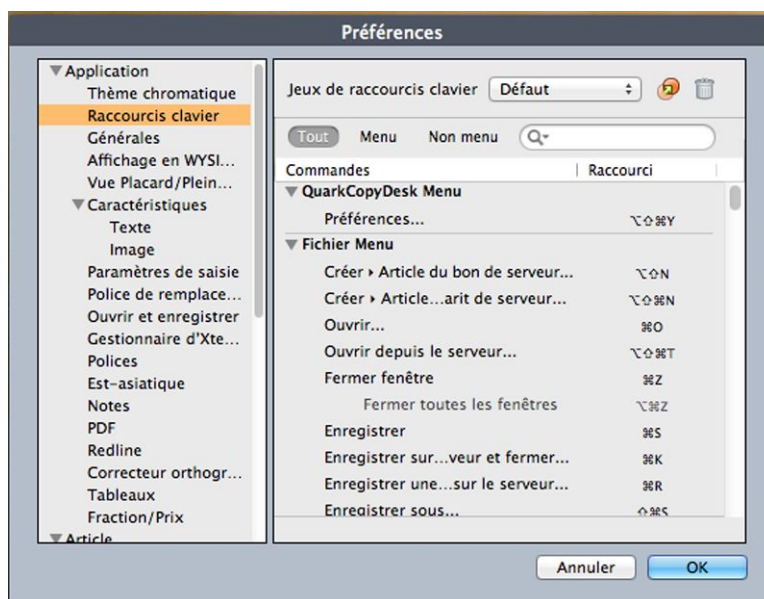 Préférences
Application
Thème chromatique
Raccourcis clavier
Générales
Affichage en WYSI...
Vue Placard/Plein...
Caractéristiques
Texte
Image
Paramètres de saisie
Police de remplace...
Ouvrir et enregistrer
Gestionnaire d'Xte...
Polices
Est-asiatique
Notes
PDF
Redline
Correcteur orthogr...
Tableaux
Fraction/Prix
Article
Jeux de raccourcis clavier Défaut
Tout Menu Non menu
Commandes Raccourci
QuarkCopyDesk Menu
Préférences... ⌥⇧⌘Y
Fichier Menu
Créer ▸ Article du bon de serveur... ⌥⇧N
Créer ▸ Article...arit de serveur... ⌥⇧⌘N
Ouvrir... ⌘O
Ouvrir depuis le serveur... ⌥⇧⌘T
Fermer fenêtre ⌘Z
Fermer toutes les fenêtres ⌥⌘Z
Enregistrer ⌘S
Enregistrer sur...veur et fermer... ⌘K
Enregistrer une...sur le serveur... ⌘R
Enregistrer sous... ⇧⌘S
Annuler OK